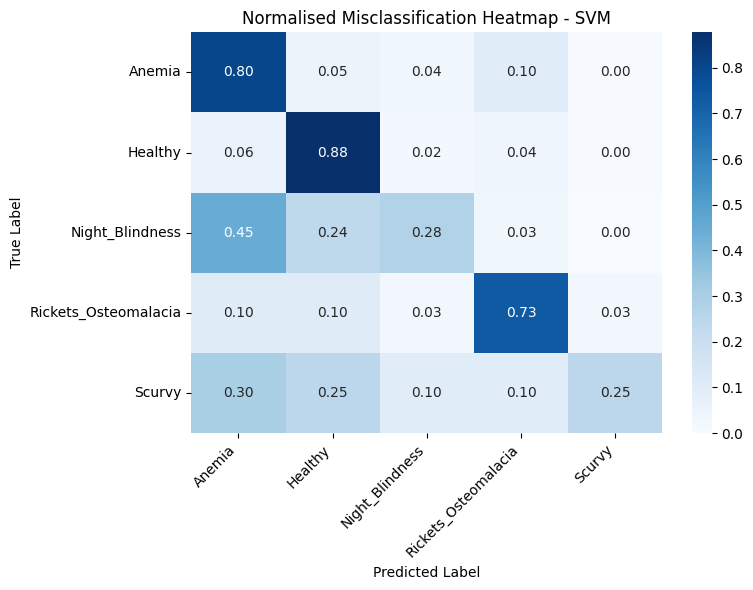 Normalised Misclassification Heatmap - SVM
True Label
Anemia 0.80 0.05 0.04 0.10 0.00
Healthy 0.06 0.88 0.02 0.04 0.00
Night_Blindness 0.45 0.24 0.28 0.03 0.00
Rickets_Osteomalacia 0.10 0.10 0.03 0.73 0.03
Scurvy 0.30 0.25 0.10 0.10 0.25
Anemia Healthy Night_Blindness Rickets_Osteomalacia Scurvy
Predicted Label
0.8
0.7
0.6
0.5
0.4
0.3
0.2
0.1
0.0